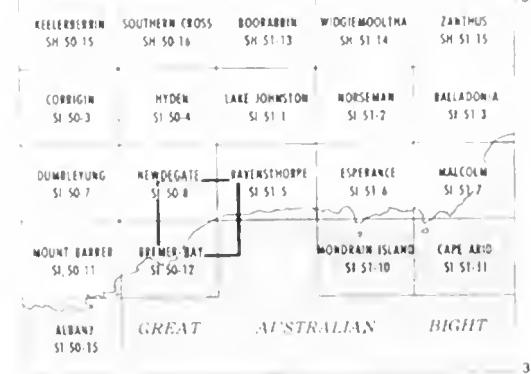 KELLERBERRIN SOUTHERN CROSS BOORABBIN WIDGIEMOOLTHA ZANTHUS
SH 50-15 SH 50-16 SH 51-13 SH 51-14 SH 51-15
CORRIGIN HYDEN LAKE JOHNSTON NORSEMAN BALLADONIA
SI 50-3 SI 50-4 SI 51-1 SI 51-2 SI 51-3
DUMBLEYUNG NEWDEGATE RAVENSTHORPE ESPERANCE MALCOLM
SI 50-7 SI 50-8 SI 51-5 SI 51-6 SI 51-7
MOUNT BARKER BREMER BAY MONDRAIN ISLAND CAPE ARID
SI 50-11 SI 50-12 SI 51-10 SI 51-11
ALBANY GREAT AUSTRALIAN BIGHT
SI 50-15